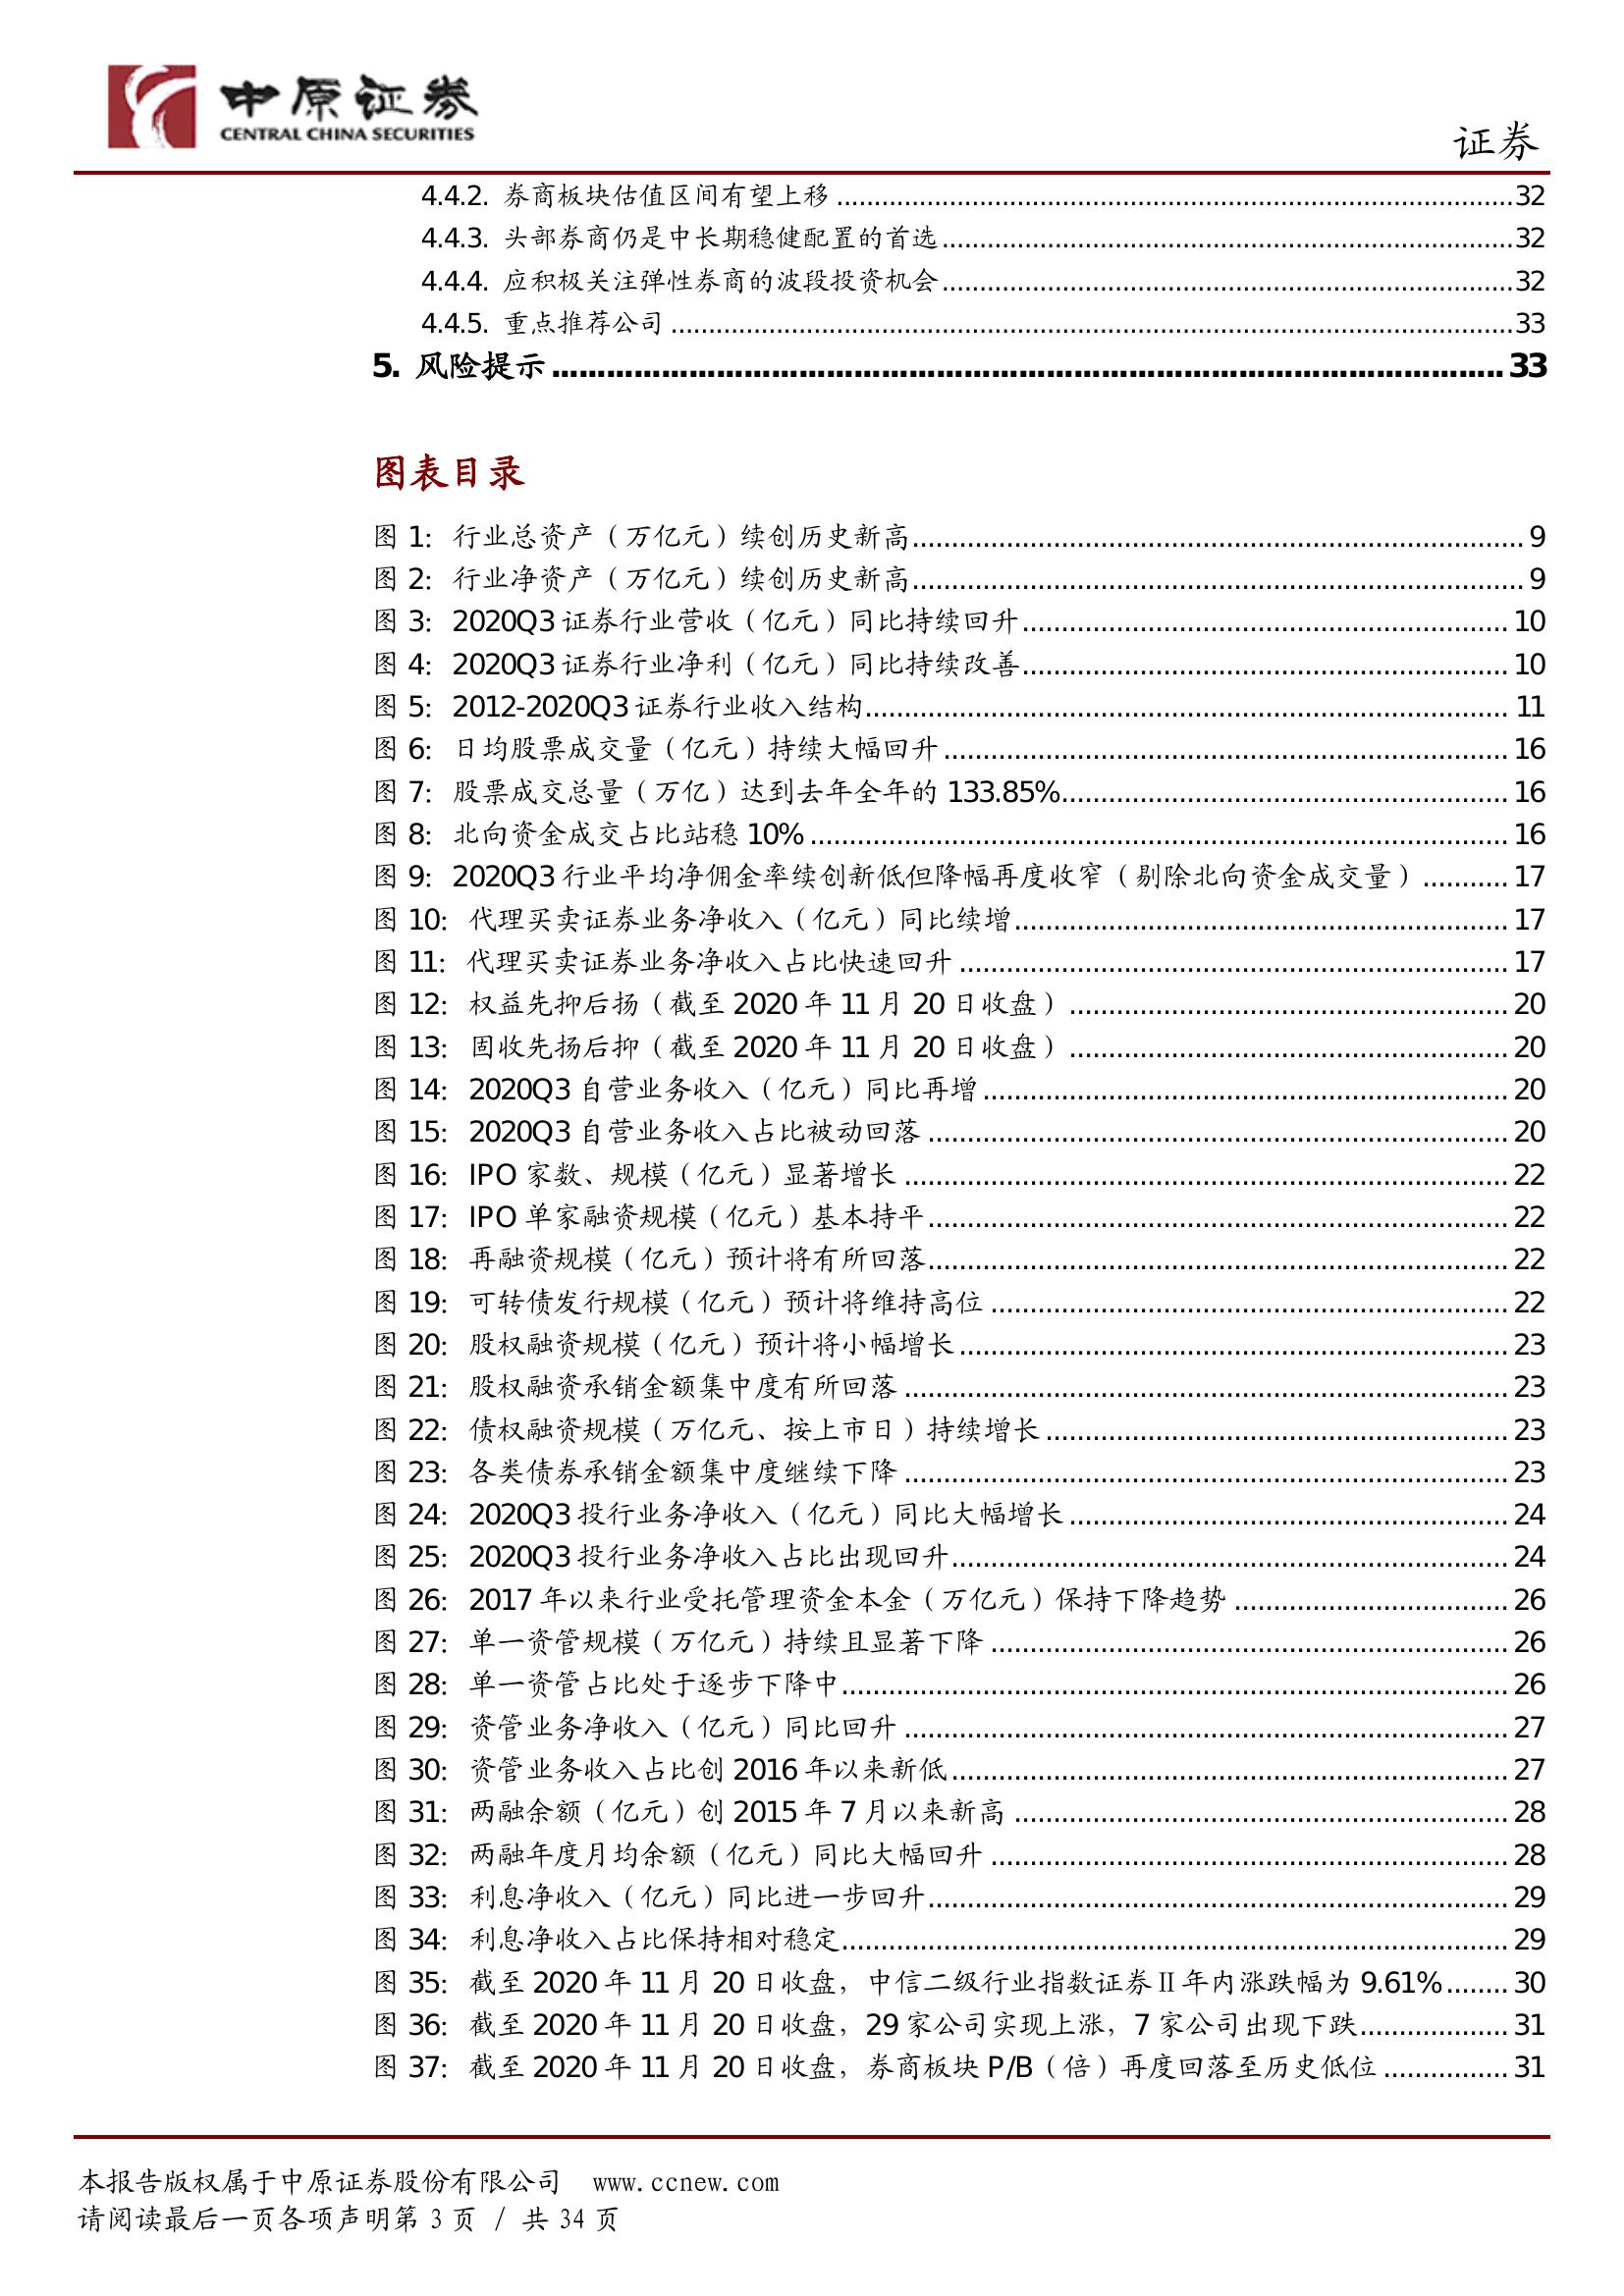 中原证券
CENTRAL CHINA SECURITIES
证券
4.4.2. 券商板块估值区间有望上移 ........ 32
4.4.3. 头部券商仍是中长期稳健配置的首选 ........ 32
4.4.4. 应积极关注弹性券商的波段投资机会 ........ 32
4.4.5. 重点推荐公司 ........ 33
5. 风险提示 ........ 33
图表目录
图 1: 行业总资产（万亿元）续创历史新高 ........ 9
图 2: 行业净资产（万亿元）续创历史新高 ........ 9
图 3: 2020Q3 证券行业营收（亿元）同比持续回升 ........ 10
图 4: 2020Q3 证券行业净利（亿元）同比持续改善 ........ 10
图 5: 2012-2020Q3 证券行业收入结构 ........ 11
图 6: 日均股票成交量（亿元）持续大幅回升 ........ 16
图 7: 股票成交总量（万亿）达到去年全年的 133.85% ........ 16
图 8: 北向资金成交占比站稳 10% ........ 16
图 9: 2020Q3 行业平均净佣金率续创新低但降幅再度收窄（剔除北向资金成交量） ........ 17
图 10: 代理买卖证券业务净收入（亿元）同比续增 ........ 17
图 11: 代理买卖证券业务净收入占比快速回升 ........ 17
图 12: 权益先抑后扬（截至 2020 年 11 月 20 日收盘） ........ 20
图 13: 固收先扬后抑（截至 2020 年 11 月 20 日收盘） ........ 20
图 14: 2020Q3 自营业务收入（亿元）同比再增 ........ 20
图 15: 2020Q3 自营业务收入占比被动回落 ........ 20
图 16: IPO 家数、规模（亿元）显著增长 ........ 22
图 17: IPO 单家融资规模（亿元）基本持平 ........ 22
图 18: 再融资规模（亿元）预计将有所回落 ........ 22
图 19: 可转债发行规模（亿元）预计将维持高位 ........ 22
图 20: 股权融资规模（亿元）预计将小幅增长 ........ 23
图 21: 股权融资承销金额集中度有所回落 ........ 23
图 22: 债权融资规模（万亿元、按上市日）持续增长 ........ 23
图 23: 各类债券承销金额集中度继续下降 ........ 23
图 24: 2020Q3 投行业务净收入（亿元）同比大幅增长 ........ 24
图 25: 2020Q3 投行业务净收入占比出现回升 ........ 24
图 26: 2017 年以来行业受托管理资金本金（万亿元）保持下降趋势 ........ 26
图 27: 单一资管规模（万亿元）持续且显著下降 ........ 26
图 28: 单一资管占比处于逐步下降中 ........ 26
图 29: 资管业务净收入（亿元）同比回升 ........ 27
图 30: 资管业务收入占比创 2016 年以来新低 ........ 27
图 31: 两融余额（亿元）创 2015 年 7 月以来新高 ........ 28
图 32: 两融年度月均余额（亿元）同比大幅回升 ........ 28
图 33: 利息净收入（亿元）同比进一步回升 ........ 29
图 34: 利息净收入占比保持相对稳定 ........ 29
图 35: 截至 2020 年 11 月 20 日收盘，中信二级行业指数证券Ⅱ年内涨跌幅为 9.61% ........ 30
图 36: 截至 2020 年 11 月 20 日收盘，29 家公司实现上涨，7 家公司出现下跌 ........ 31
图 37: 截至 2020 年 11 月 20 日收盘，券商板块 P/B（倍）再度回落至历史低位 ........ 31
本报告版权属于中原证券股份有限公司 www.ccnew.com
请阅读最后一页各项声明第 3 页 / 共 34 页